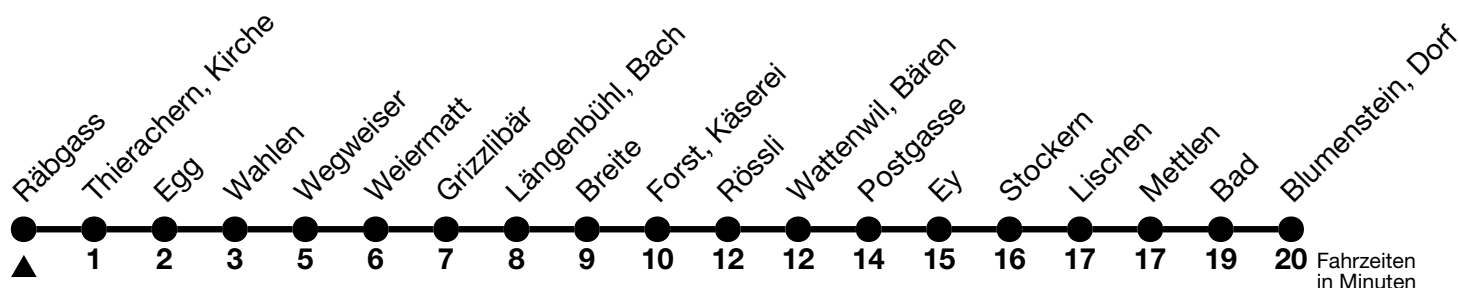 Räbgass
Thierachern, Kirche
Egg
Wahlen
Wegweiser
Weiermatt
Grizzlibär
Längenbühl, Bach
Breite
Forst, Käserei
Rössli
Wattenwil, Bären
Postgasse
Ey
Stockern
Lischen
Mettlen
Bad
Blumenstein, Dorf
1 2 3 5 6 7 8 9 10 12 12 14 15 16 17 17 19 20
Fahrzeiten
in Minuten